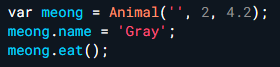 var meong = Animal('', 2, 4.2);
meong.name = 'Gray';
meong.eat();